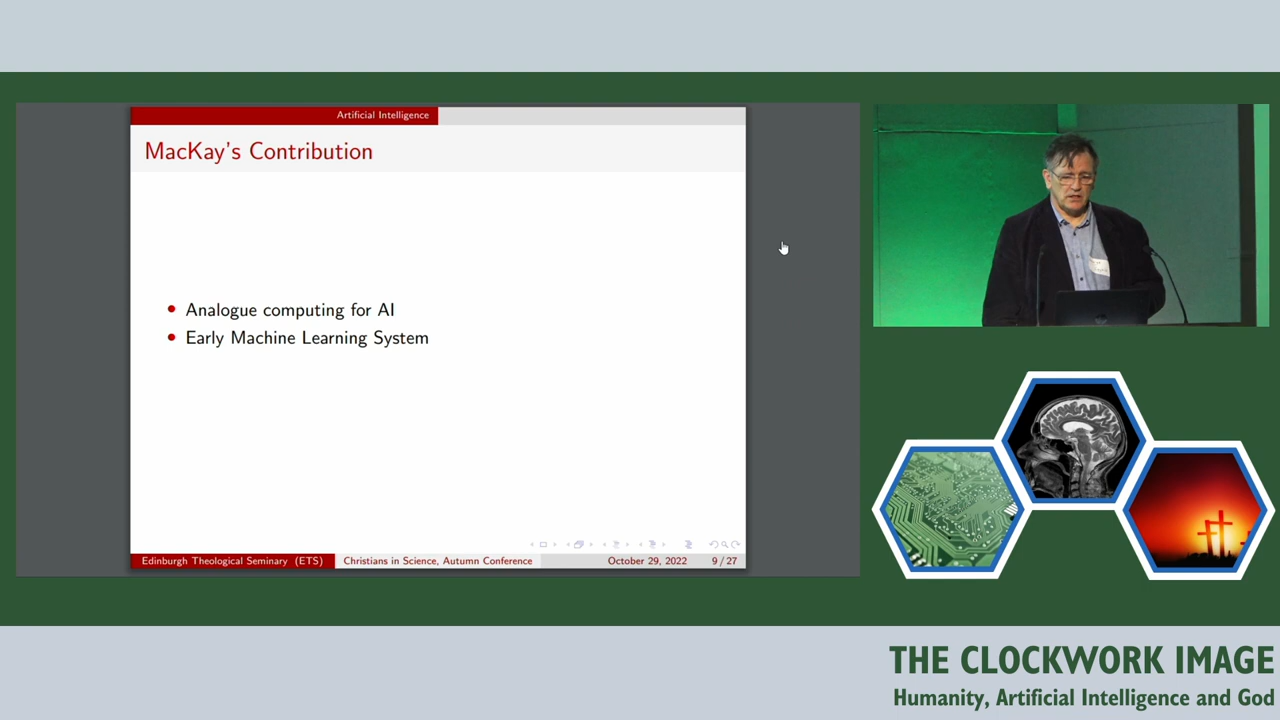 Artificial Intelligence
MacKay's Contribution
Analogue computing for AI
Early Machine Learning System
Edinburgh Theological Seminary (ETS) Christians in Science, Autumn Conference October 29, 2022 9 / 27
THE CLOCKWORK IMAGE
Humanity, Artificial Intelligence and God